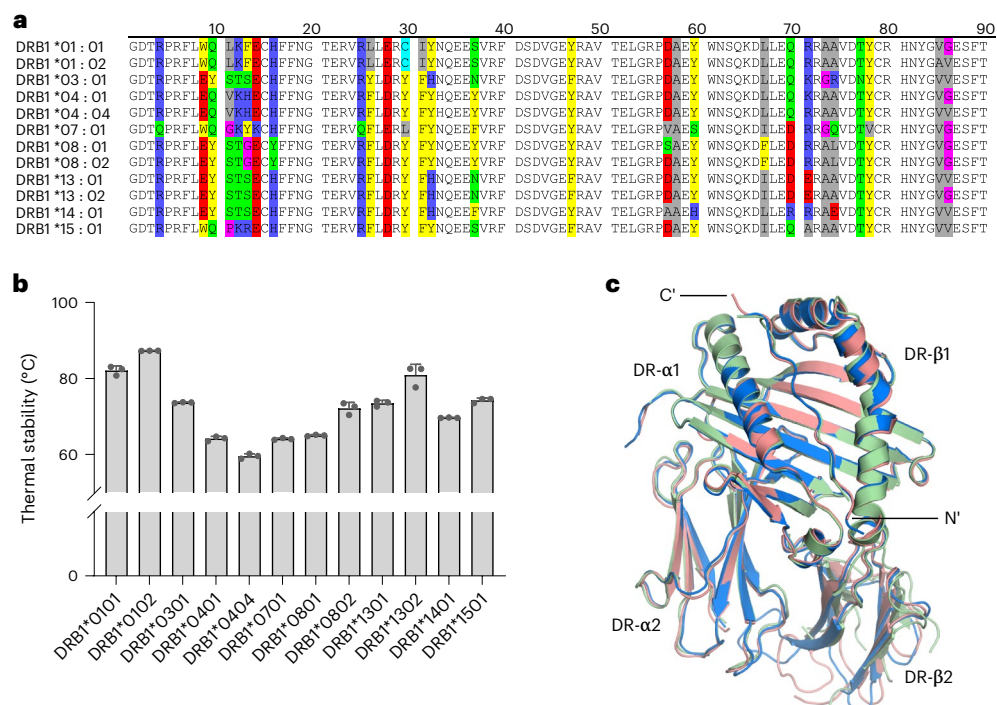 a
10 20 30 40 50 60 70 80 90
DRB1 *01 : 01 GDTRPRFLWQ LKFECHFFNG TERVRLLERC IYNQEESVRF DSDVGEYRAV TELGRPDAEY WNSQKDLLEQ RRAAVDTYCR HNYGVGESFT
DRB1 *01 : 02 GDTRPRFLWQ LKFECHFFNG TERVRLLERC IYNQEESVRF DSDVGEYRAV TELGRPDAEY WNSQKDLLEQ RRAAVDTYCR HNYGAVESFT
DRB1 *03 : 01 GDTRPRFLEY STSECHFFNG TERVRYLDRY FHNQEENVRF DSDVGEFRAV TELGRPDAEY WNSQKDLLEQ KRGRVDNYCR HNYGVVESFT
DRB1 *04 : 01 GDTRPRFLEQ VKHECHFFNG TERVRFLDRY FYHQEEYVRF DSDVGEYRAV TELGRPDAEY WNSQKDLLEQ KRAAVDTYCR HNYGVGESFT
DRB1 *04 : 04 GDTRPRFLEQ VKHECHFFNG TERVRFLDRY FYHQEEYVRF DSDVGEYRAV TELGRPDAEY WNSQKDLLEQ RRAAVDTYCR HNYGVVESFT
DRB1 *07 : 01 GDTQPRFLWQ GKYKCHFFNG TERVQFLERL FYNQEEFVRF DSDVGEYRAV TELGRPVAES WNSQKDILED RRGQVDTVCR HNYGVGESFT
DRB1 *08 : 01 GDTRPRFLEY STGECYFFNG TERVRFLDRY FYNQEEYVRF DSDVGEYRAV TELGRPSAEY WNSQKDFLED RRALVDTYCR HNYGVGESFT
DRB1 *08 : 02 GDTRPRFLEY STGECYFFNG TERVRFLDRY FYNQEEYVRF DSDVGEYRAV TELGRPDAEY WNSQKDFLED RRALVDTYCR HNYGVGESFT
DRB1 *13 : 01 GDTRPRFLEY STSECHFFNG TERVRFLDRY FHNQEENVRF DSDVGEFRAV TELGRPDAEY WNSQKDILED ERAAVDTYCR HNYGVVESFT
DRB1 *13 : 02 GDTRPRFLEY STSECHFFNG TERVRFLDRY FHNQEENVRF DSDVGEFRAV TELGRPDAEY WNSQKDILED ERAAVDTYCR HNYGVGESFT
DRB1 *14 : 01 GDTRPRFLEY STSECHFFNG TERVRFLDRY FHNQEEFVRF DSDVGEYRAV TELGRPAAEH WNSQKDLLER RRAEVDTYCR HNYGVVESFT
DRB1 *15 : 01 GDTRPRFLWQ PKRECHFFNG TERVRFLDRY FYNQEESVRF DSDVGEFRAV TELGRPDAEY WNSQKDILEQ ARAAVDTYCR HNYGVVESFT
b
Thermal stability (°C)
100
80
60
0
DRB1*0101
DRB1*0102
DRB1*0301
DRB1*0401
DRB1*0404
DRB1*0701
DRB1*0801
DRB1*0802
DRB1*1301
DRB1*1302
DRB1*1401
DRB1*1501
c
C'
DR-β1
DR-α1
N'
DR-α2
DR-β2